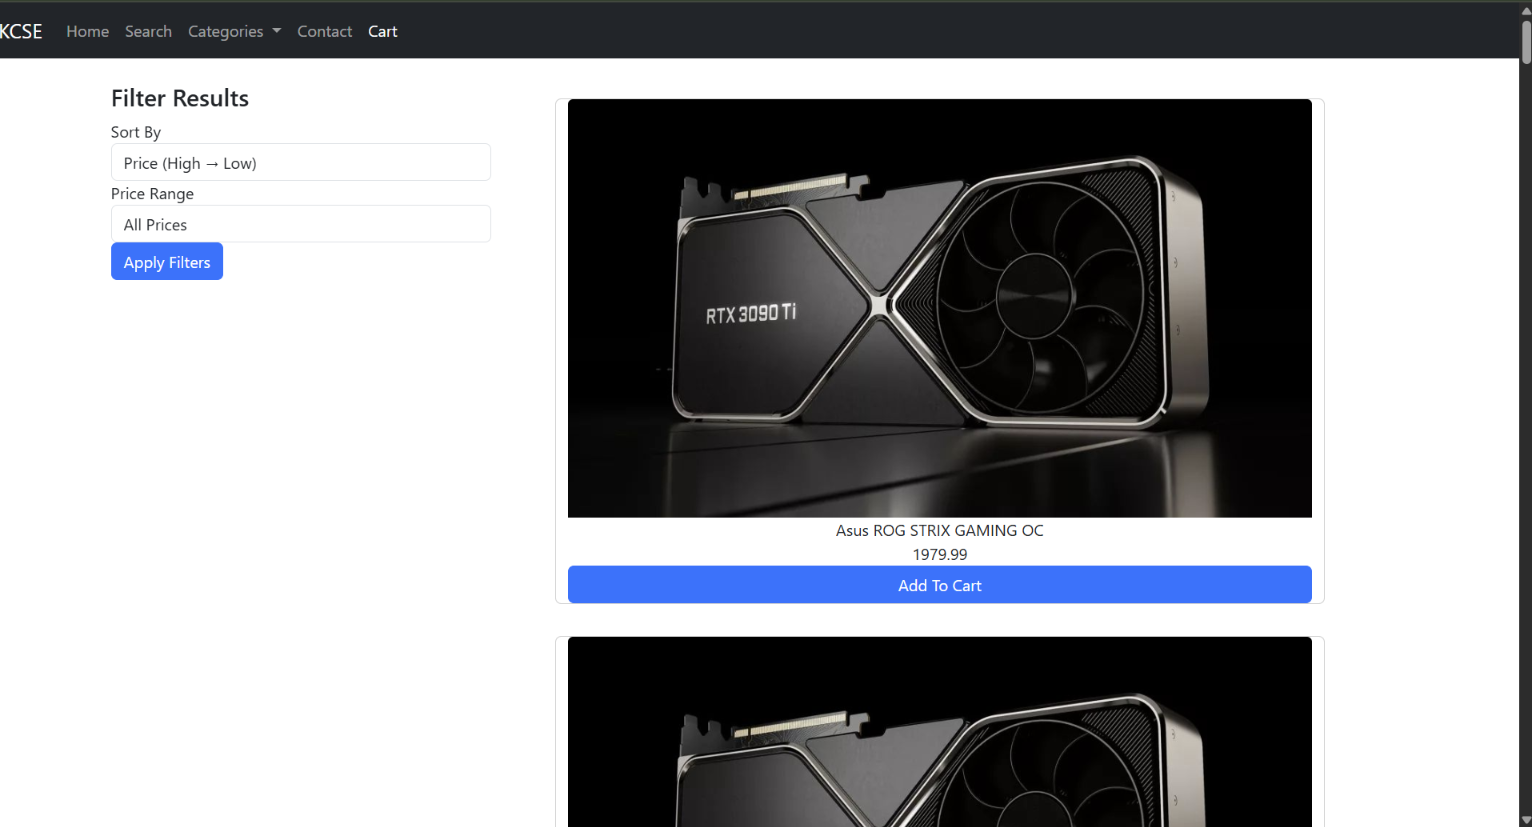 KCSE Home Search Categories Contact Cart
Filter Results
Sort By
Price (High → Low)
Price Range
All Prices
Apply Filters
RTX 3090 Ti
Asus ROG STRIX GAMING OC
1979.99
Add To Cart